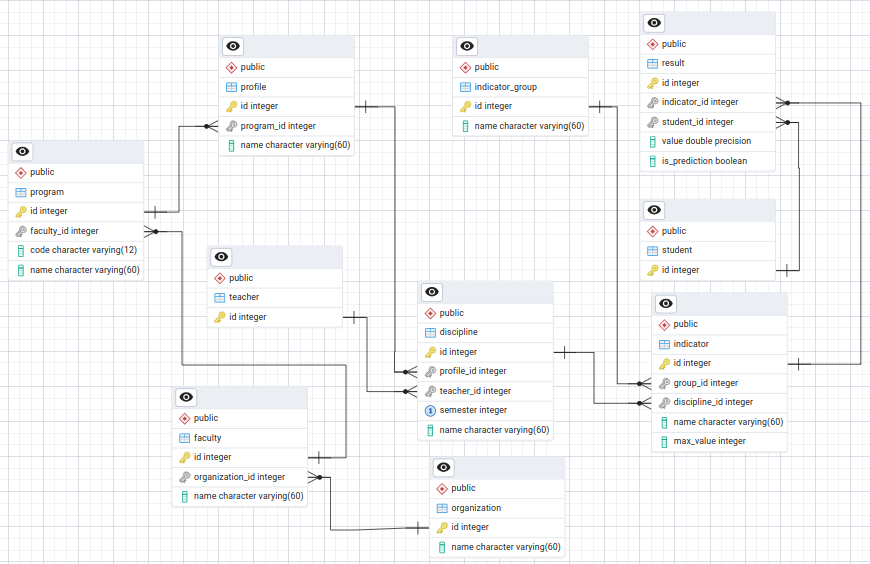 public
profile
id integer
program_id integer
name character varying(60)
public
indicator_group
id integer
name character varying(60)
public
result
id integer
indicator_id integer
student_id integer
value double precision
is_prediction boolean
public
program
id integer
faculty_id integer
code character varying(12)
name character varying(60)
public
student
id integer
public
teacher
id integer
public
discipline
id integer
profile_id integer
teacher_id integer
semester integer
name character varying(60)
public
indicator
id integer
group_id integer
discipline_id integer
name character varying(60)
max_value integer
public
faculty
id integer
organization_id integer
name character varying(60)
public
organization
id integer
name character varying(60)